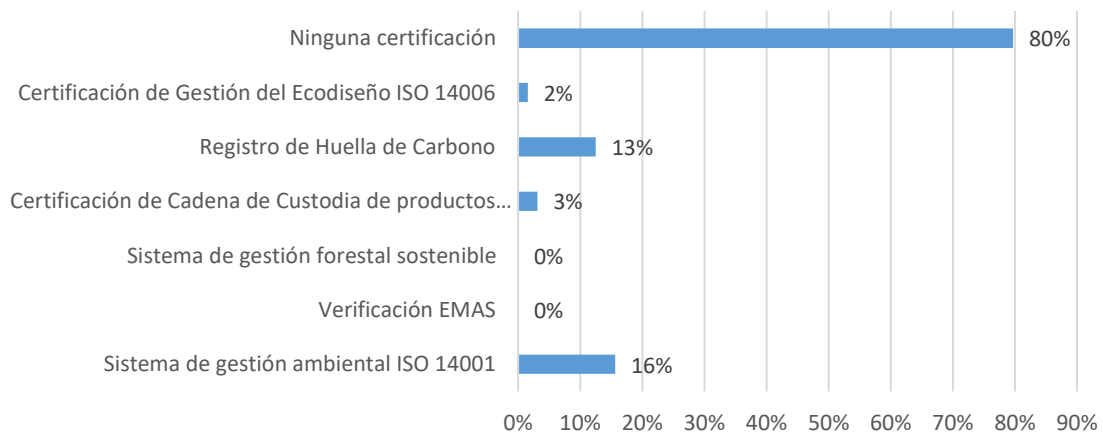 Ninguna certificación 80%
Certificación de Gestión del Ecodiseño ISO 14006 2%
Registro de Huella de Carbono 13%
Certificación de Cadena de Custodia de productos... 3%
Sistema de gestión forestal sostenible 0%
Verificación EMAS 0%
Sistema de gestión ambiental ISO 14001 16%
0% 10% 20% 30% 40% 50% 60% 70% 80% 90%